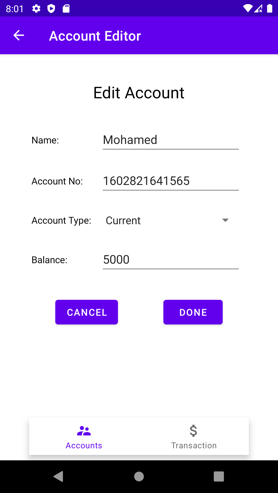 8:01
Account Editor
Edit Account
Name: Mohamed
Account No: 1602821641565
Account Type: Current
Balance: 5000
CANCEL DONE
Accounts Transaction